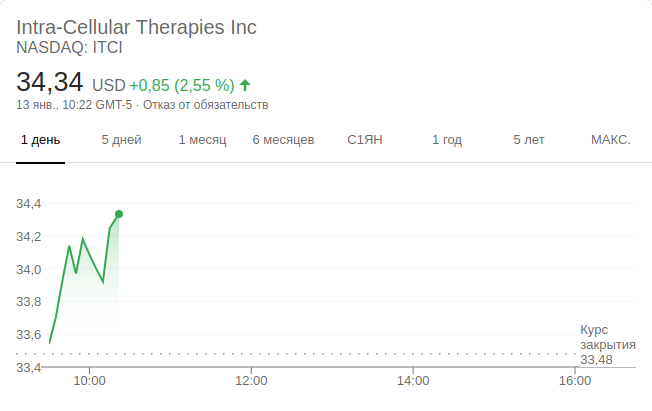 Intra-Cellular Therapies Inc
NASDAQ: ITCI
34,34 USD +0,85 (2,55 %)
13 янв., 10:22 GMT-5 · Отказ от обязательств
1 день 5 дней 1 месяц 6 месяцев С1ЯН 1 год 5 лет МАКС.
34,4
34,2
34,0
33,8
33,6
33,4
Курс
закрытия
33,48
10:00 12:00 14:00 16:00